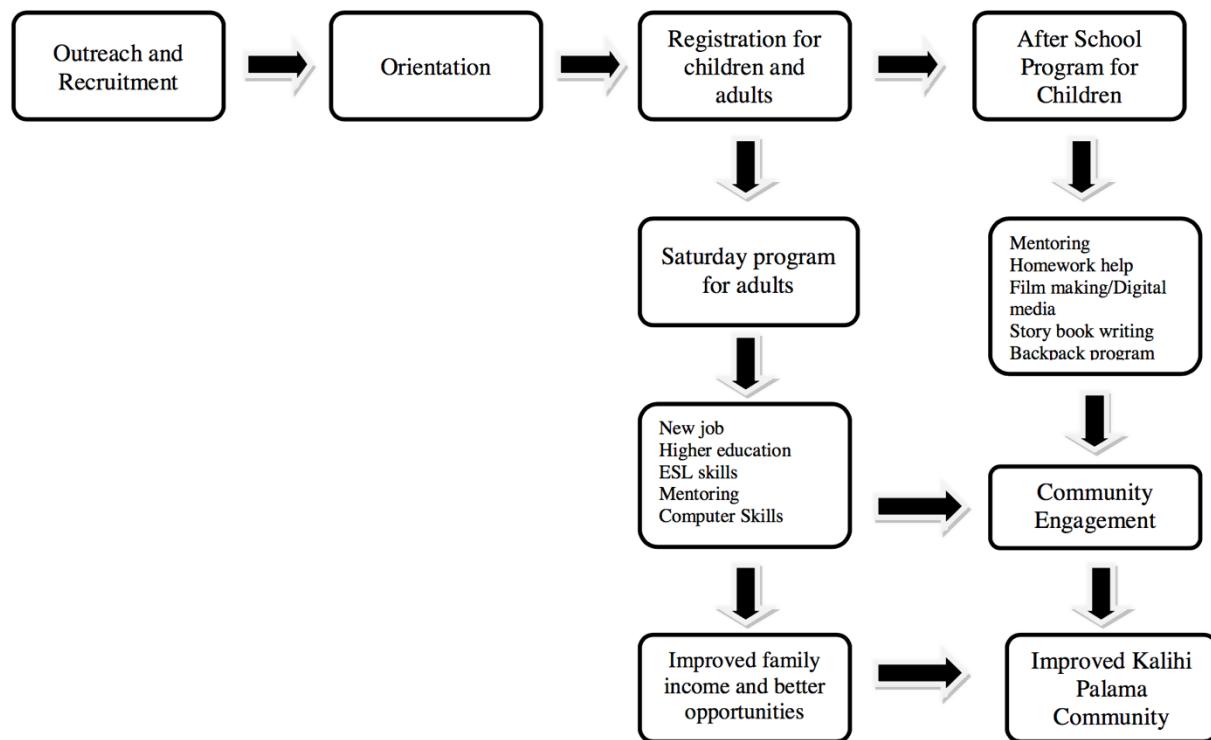 Outreach and
Recruitment
Orientation
Registration for
children and
adults
After School
Program for
Children
Saturday program
for adults
Mentoring
Homework help
Film making/Digital
media
Story book writing
Backpack program
New job
Higher education
ESL skills
Mentoring
Computer Skills
Community
Engagement
Improved family
income and better
opportunities
Improved Kalihi
Palama
Community